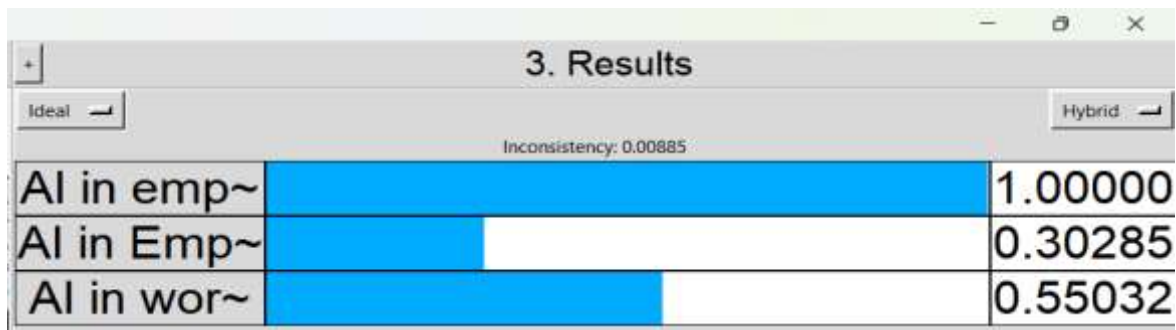 + 3. Results
Ideal Hybrid
Inconsistency: 0.00885
AI in emp~ 1.00000
AI in Emp~ 0.30285
AI in wor~ 0.55032